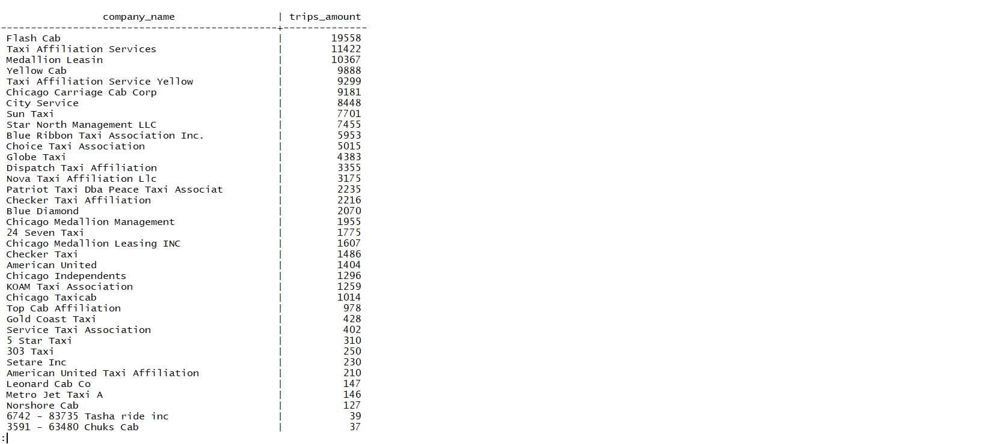 company_name | trips_amount
----------------------------------------------+--------------
Flash Cab | 19558
Taxi Affiliation Services | 11422
Medallion Leasin | 10367
Yellow Cab | 9888
Taxi Affiliation Service Yellow | 9299
Chicago Carriage Cab Corp | 9181
City Service | 8448
Sun Taxi | 7701
Star North Management LLC | 7455
Blue Ribbon Taxi Association Inc. | 5953
Choice Taxi Association | 5015
Globe Taxi | 4383
Dispatch Taxi Affiliation | 3355
Nova Taxi Affiliation Llc | 3175
Patriot Taxi Dba Peace Taxi Associat | 2235
Checker Taxi Affiliation | 2216
Blue Diamond | 2070
Chicago Medallion Management | 1955
24 Seven Taxi | 1775
Chicago Medallion Leasing INC | 1607
Checker Taxi | 1486
American United | 1404
Chicago Independents | 1296
KOAM Taxi Association | 1259
Chicago Taxicab | 1014
Top Cab Affiliation | 978
Gold Coast Taxi | 428
Service Taxi Association | 402
5 Star Taxi | 310
303 Taxi | 250
Setare Inc | 230
American United Taxi Affiliation | 210
Leonard Cab Co | 147
Metro Jet Taxi A | 146
Norshore Cab | 127
6742 - 83735 Tasha ride inc | 39
3591 - 63480 Chuks Cab | 37
: